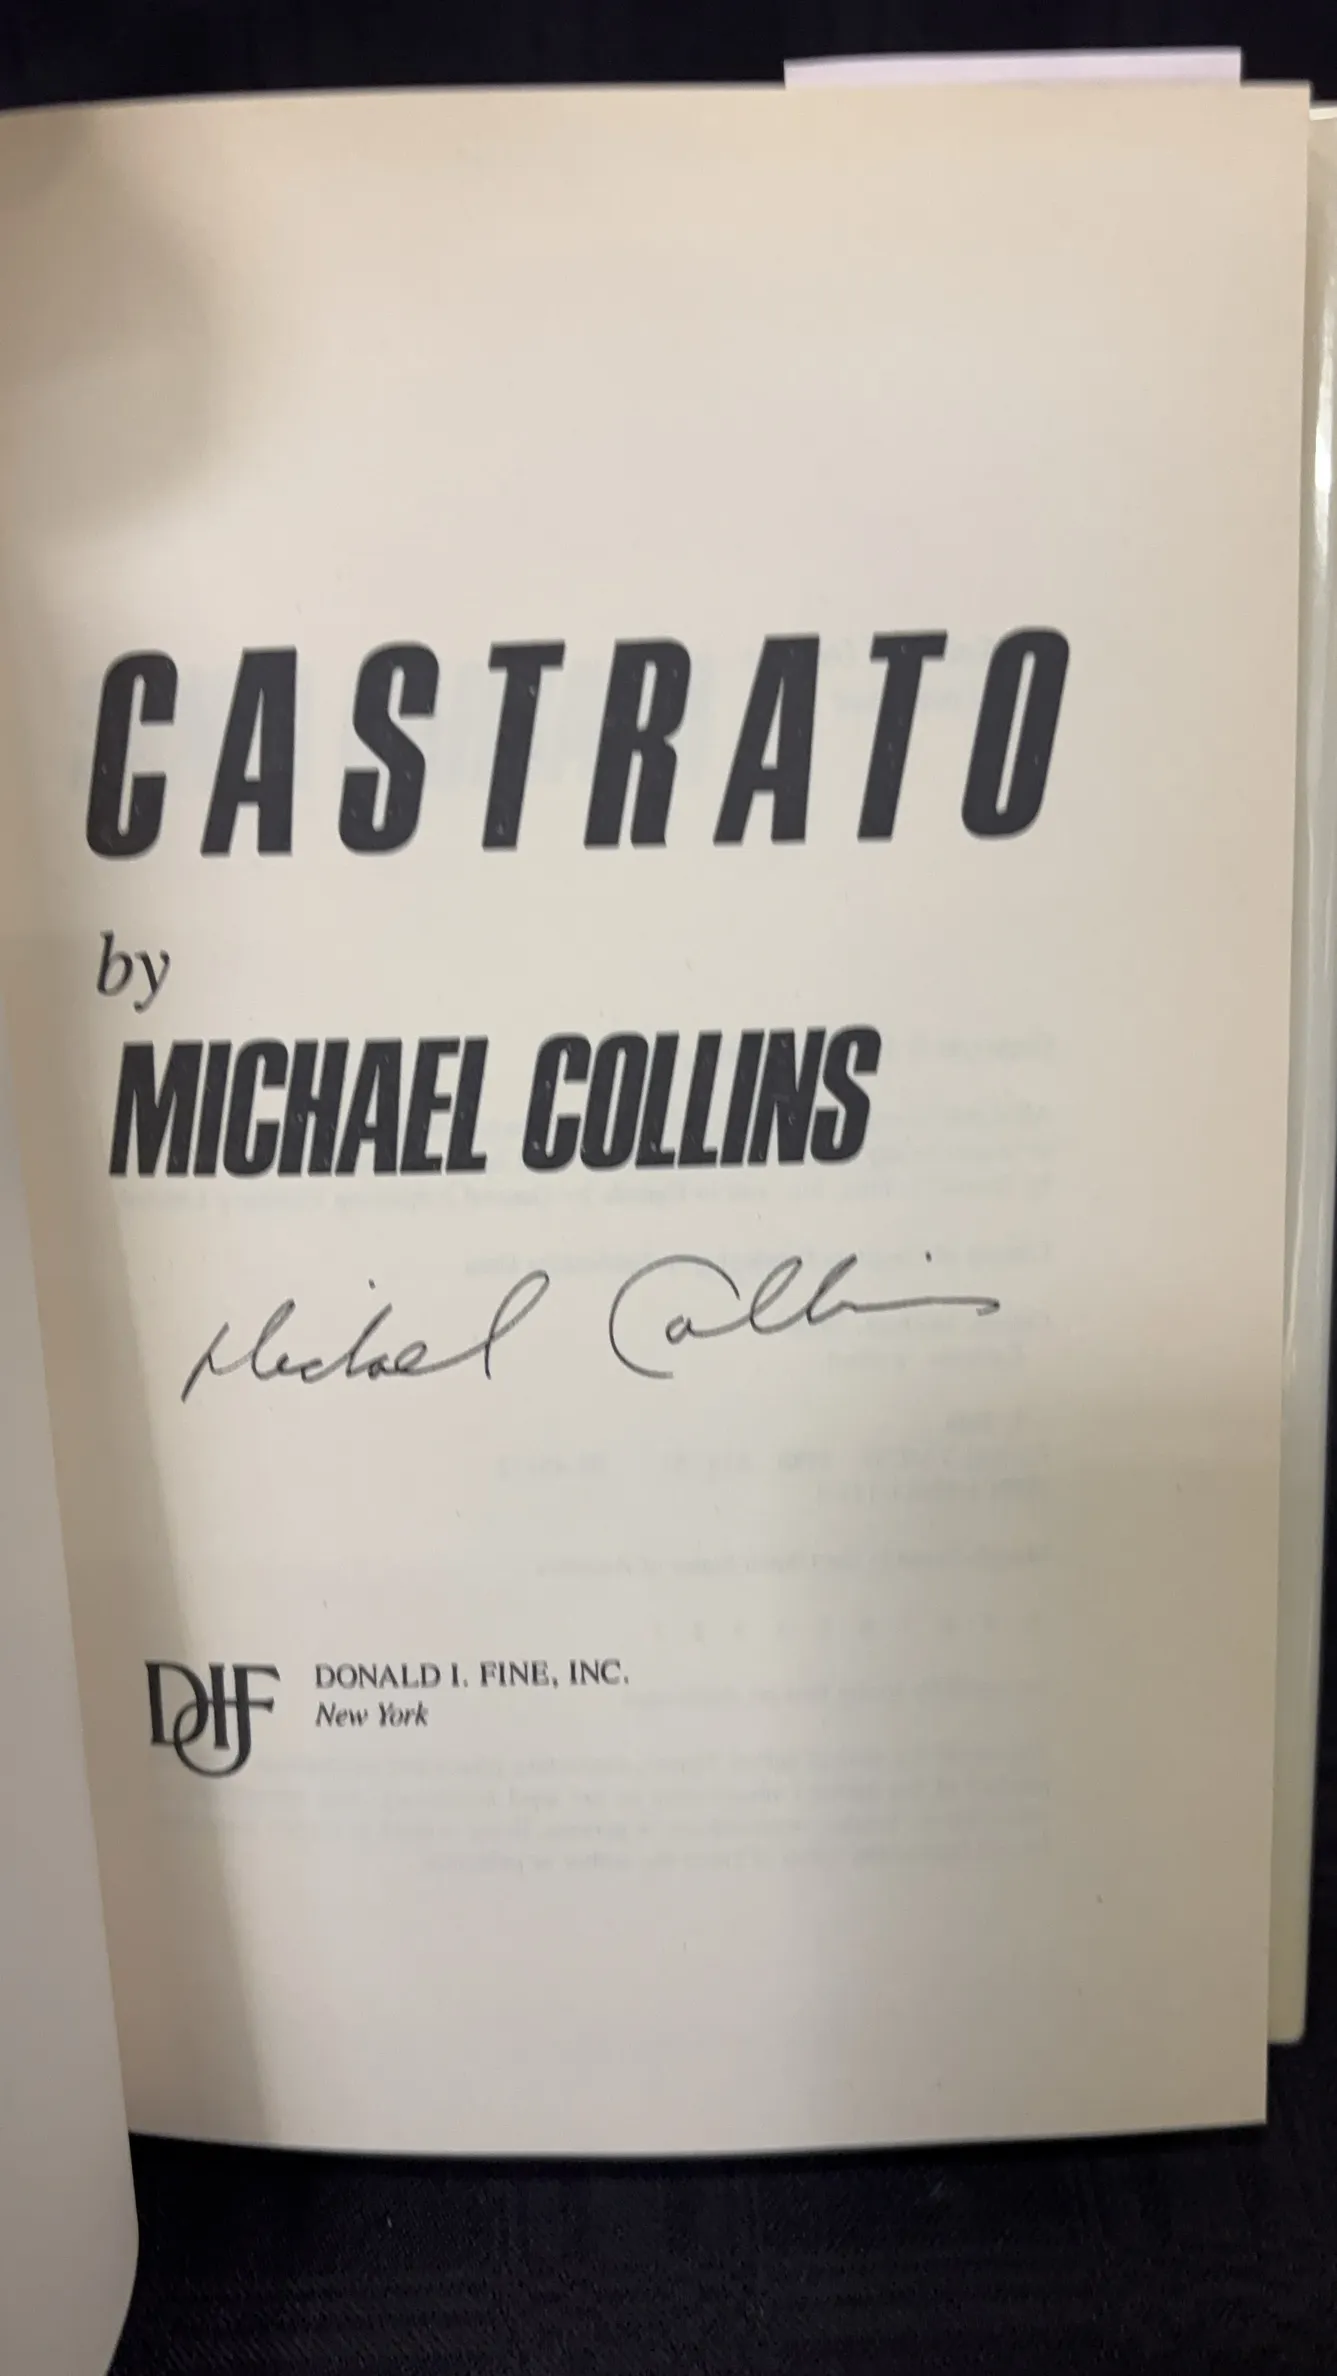 CASTRATO
by
MICHAEL COLLINS
Michael Collins
DIF DONALD I. FINE, INC.
New York